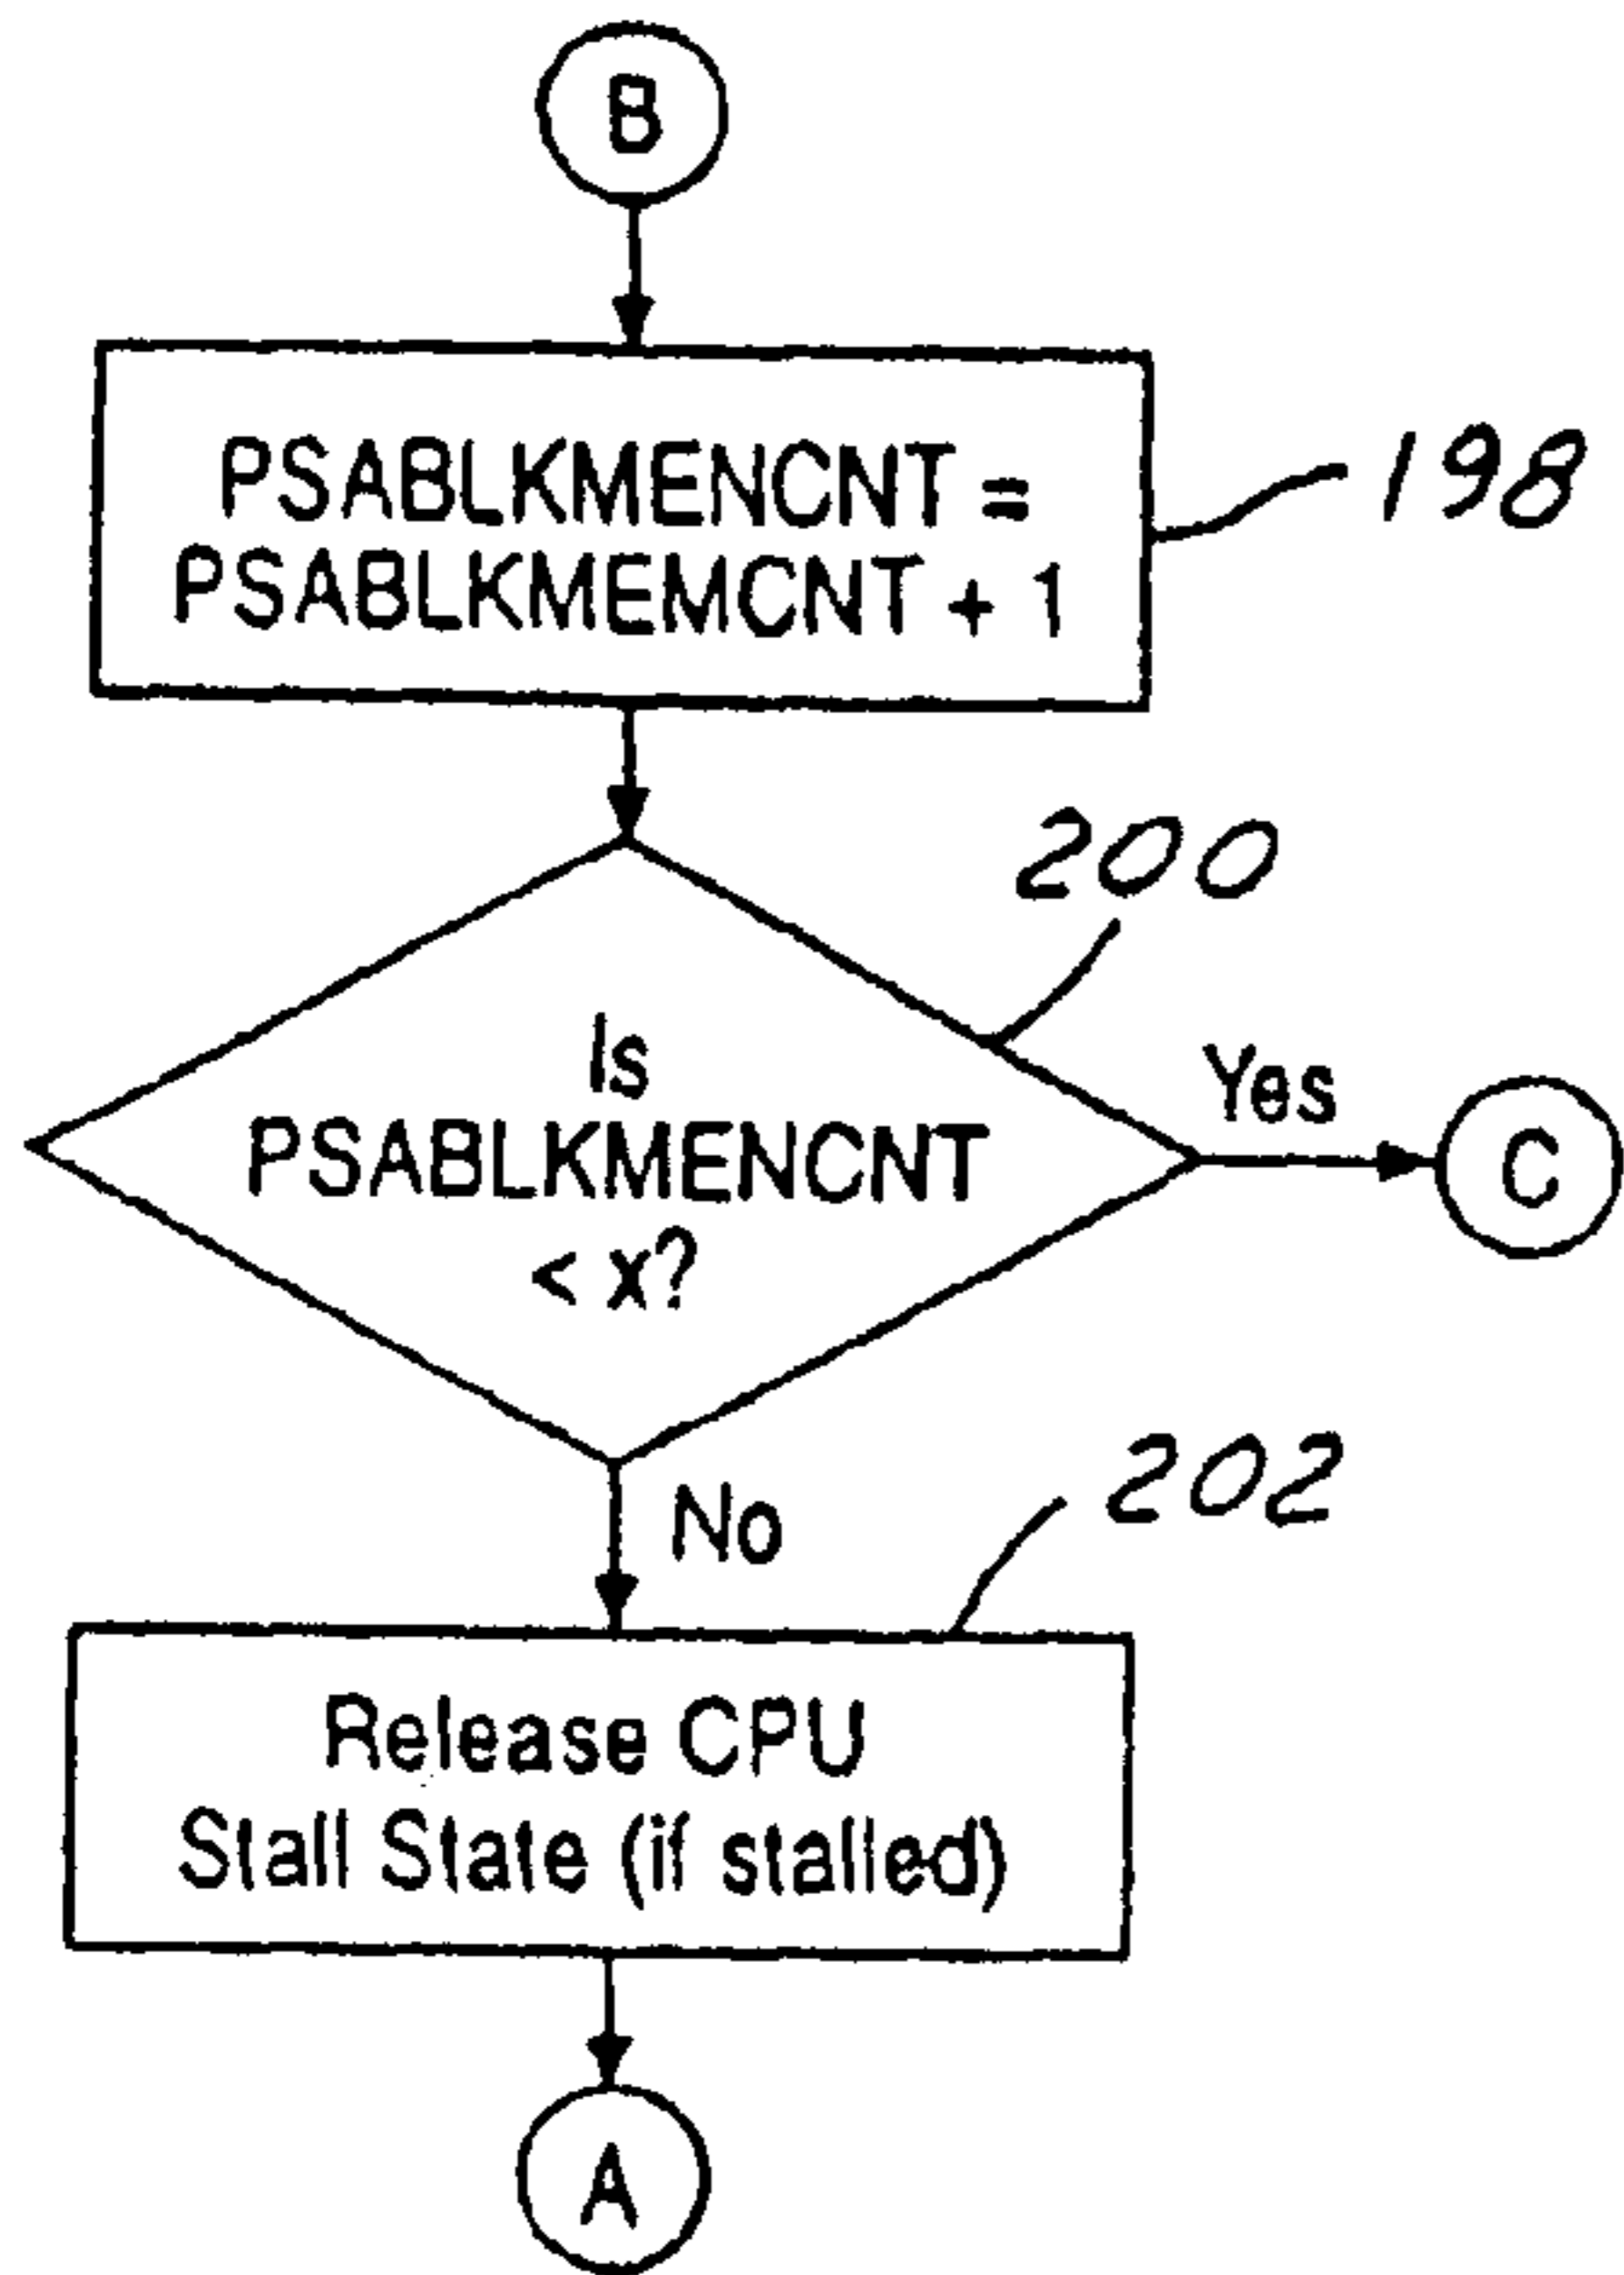 B
PSABLKMENCNT =
PSABLKMEMCNT + 1
198
200
Is
PSABLKMENCNT
< x?
Yes
C
No
202
Release CPU
Stall State (if stalled)
A